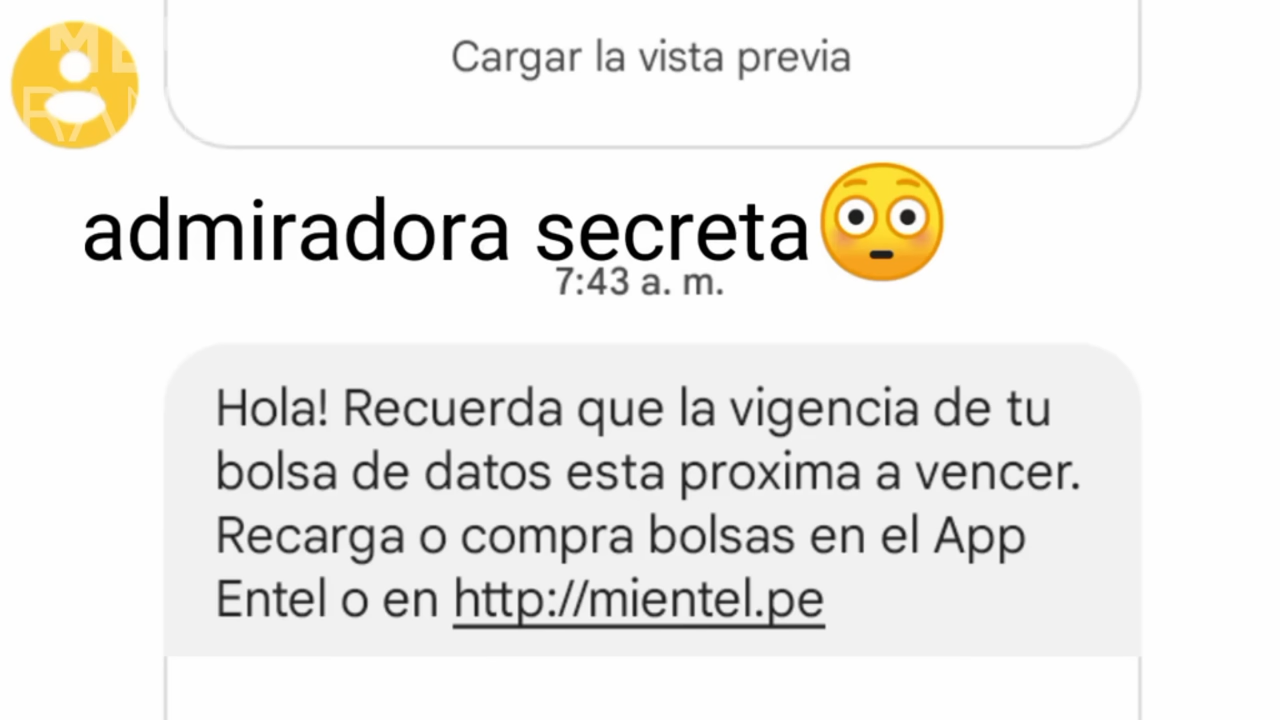 Cargar la vista previa
admiradora secreta😳
7:43 a. m.
Hola! Recuerda que la vigencia de tu
bolsa de datos esta proxima a vencer.
Recarga o compra bolsas en el App
Entel o en http://mientel.pe